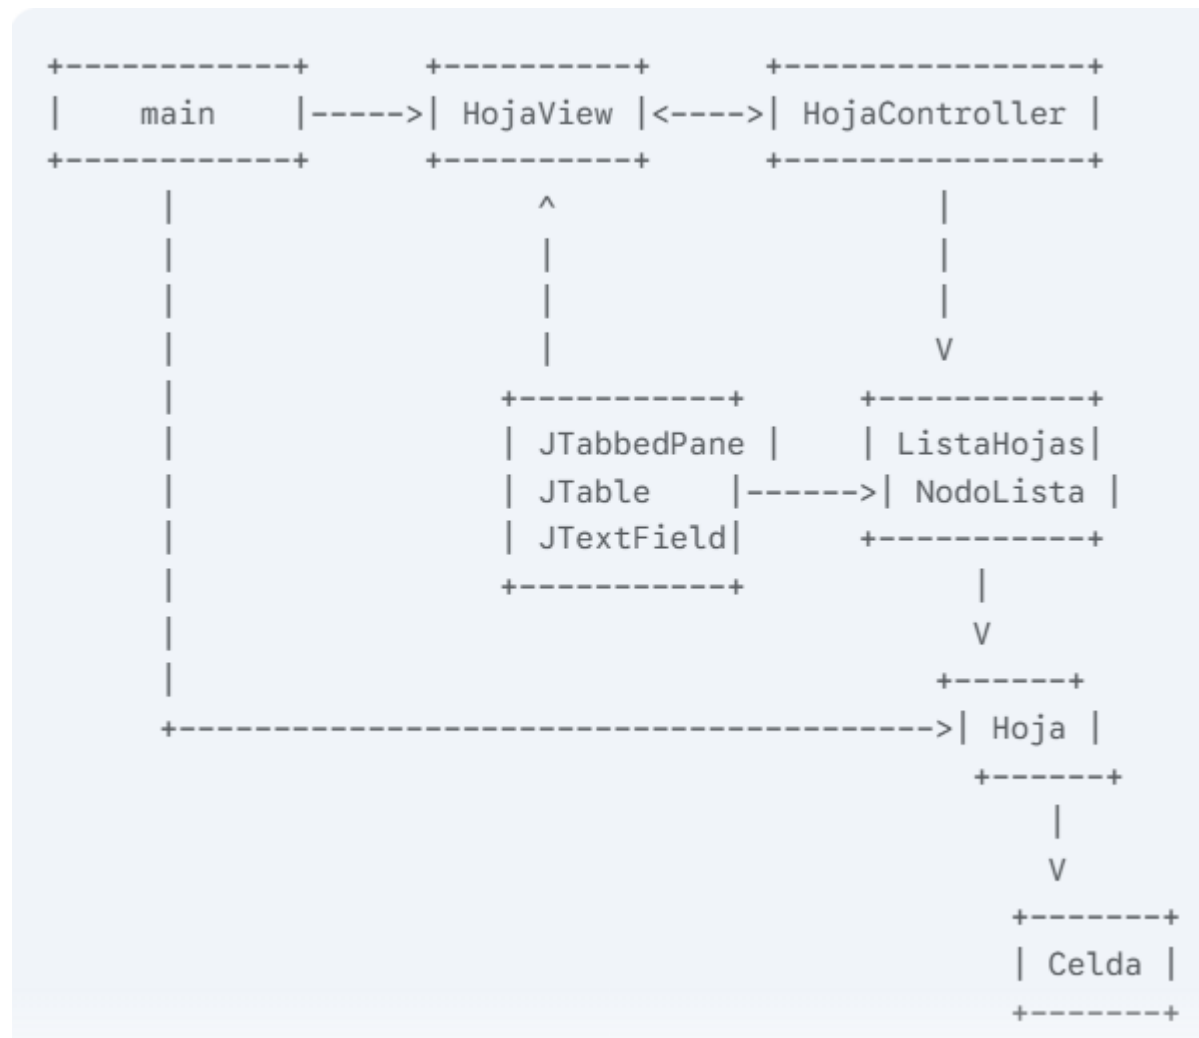 +------------+      +----------+      +----------------+
|    main    |----->| HojaView |<---->| HojaController |
+------------+      +----------+      +----------------+
      |                   ^                    |
      |                   |                    |
      |                   |                    |
      |                   |                    V
      |                 +-----------+      +-----------+
      |                 | JTabbedPane |    | ListaHojas|
      |                 | JTable    |------>| NodoLista |
      |                 | JTextField|      +-----------+
      |                 +-----------+            |
      |                                          V
      |                                        +------+
      +---------------------------------------->| Hoja |
                                                 +------+
                                                     |
                                                     V
                                                   +-------+
                                                   | Celda |
                                                   +-------+